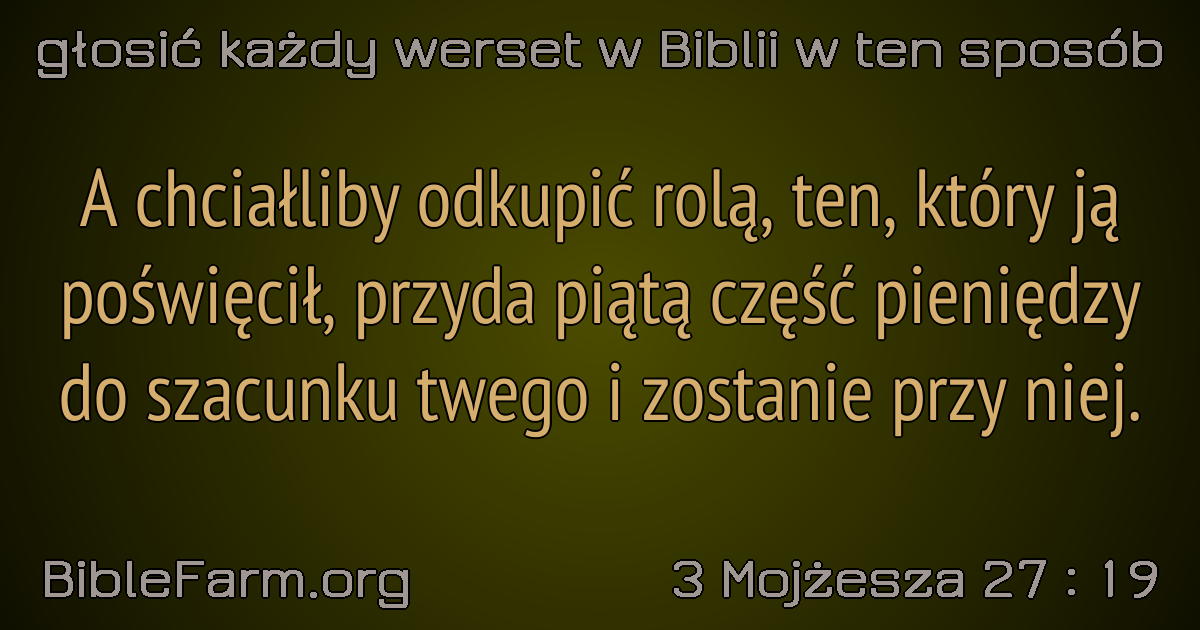 głosić każdy werset w Biblii w ten sposób
A chciałliby odkupić rolą, ten, który ją
poświęcił, przyda piątą część pieniędzy
do szacunku twego i zostanie przy niej.
BibleFarm.org
3 Mojżesza 27 : 19